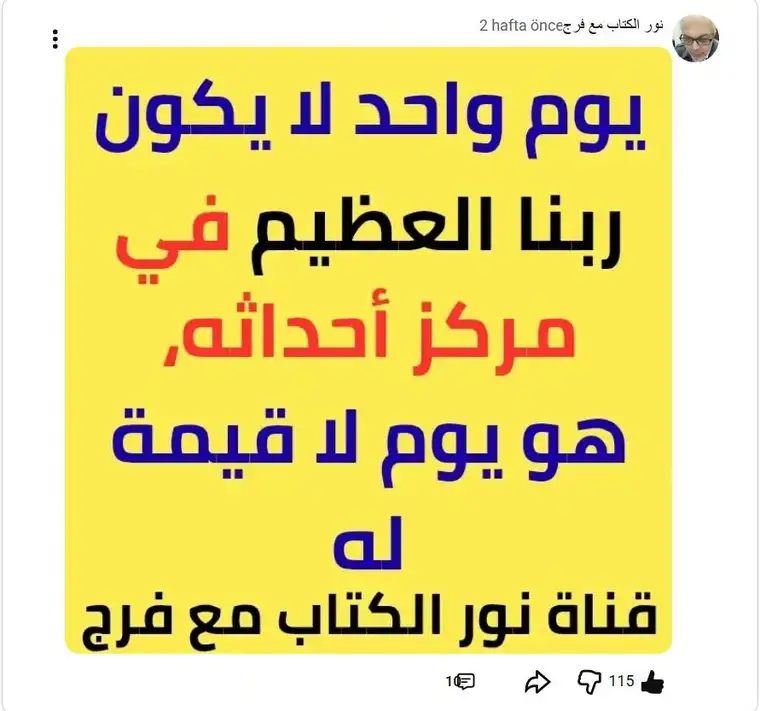 نور الكتاب مع فرج 2 hafta önce
يوم واحد لا يكون
ربنا العظيم في
مركز أحداثه,
هو يوم لا قيمة
له
قناة نور الكتاب مع فرج
115
10